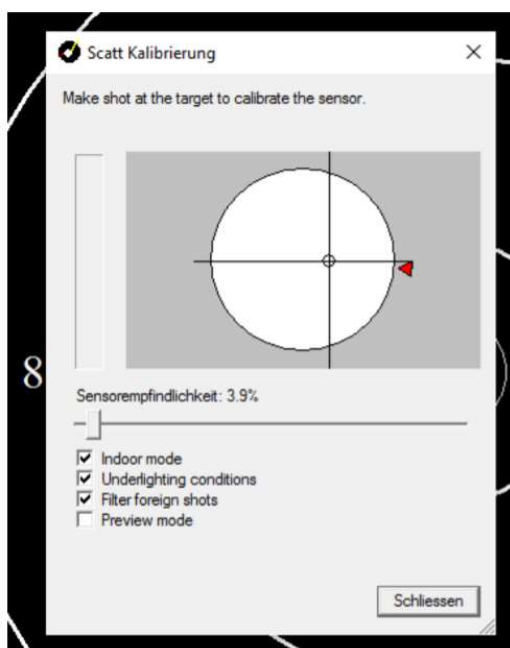 Scatt Kalibrierung
Make shot at the target to calibrate the sensor.
8
Sensorempfindlichkeit: 3.9%
Indoor mode
Underlighting conditions
Filter foreign shots
Preview mode
Schliessen